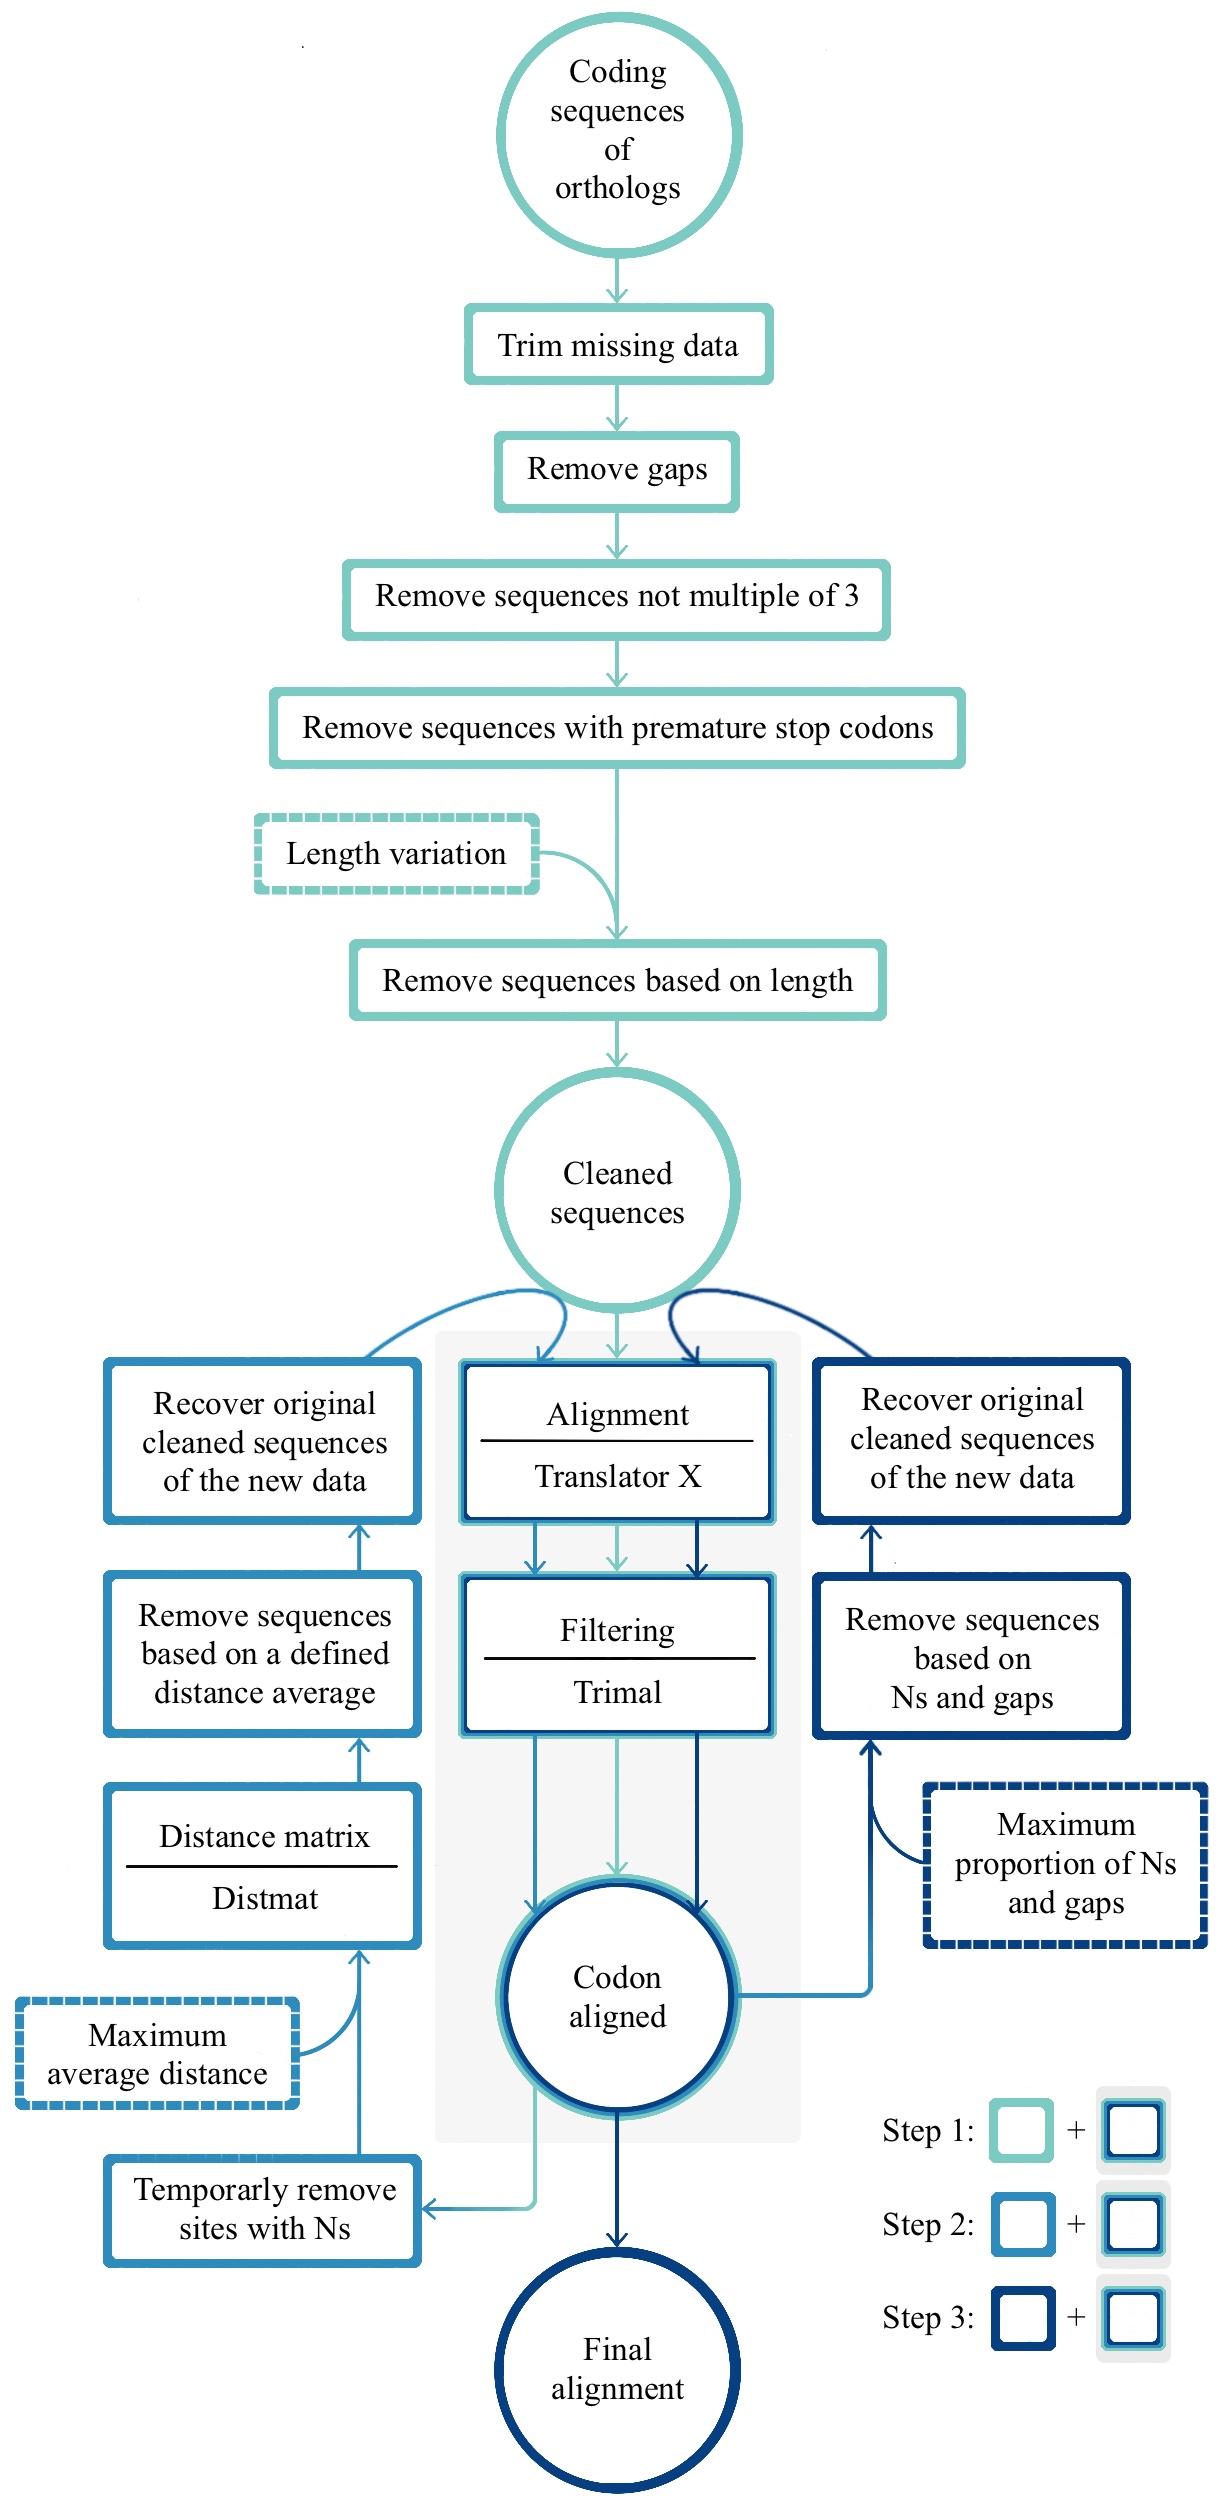 Coding
sequences
of
orthologs
Trim missing data
Remove gaps
Remove sequences not multiple of 3
Remove sequences with premature stop codons
Length variation
Remove sequences based on length
Cleaned
sequences
Recover original
cleaned sequences
of the new data
Alignment
Translator X
Recover original
cleaned sequences
of the new data
Remove sequences
based on a defined
distance average
Filtering
Trimal
Remove sequences
based on
Ns and gaps
Distance matrix
Distmat
Maximum
proportion of Ns
and gaps
Codon
aligned
Maximum
average distance
Temporarly remove
sites with Ns
Step 1: +
Step 2: +
Step 3: +
Final
alignment